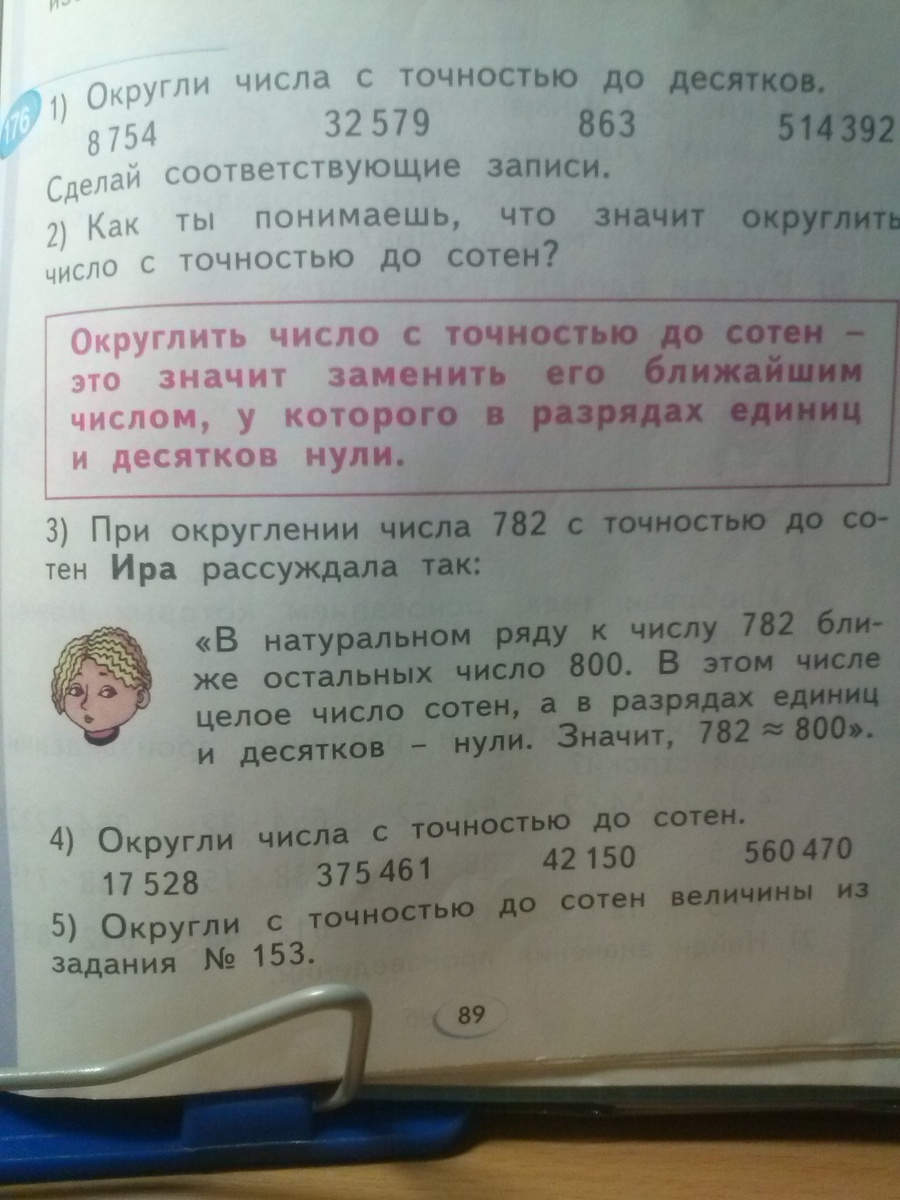 176
1) Округли числа с точностью до десятков.
8 754 32 579 863 514 392
Сделай соответствующие записи.
2) Как ты понимаешь, что значит округлить
число с точностью до сотен?
Округлить число с точностью до сотен –
это значит заменить его ближайшим
числом, у которого в разрядах единиц
и десятков нули.
3) При округлении числа 782 с точностью до со-
тен Ира рассуждала так:
«В натуральном ряду к числу 782 бли-
же остальных число 800. В этом числе
целое число сотен, а в разрядах единиц
и десятков – нули. Значит, 782 ≈ 800».
4) Округли числа с точностью до сотен.
17 528 375 461 42 150 560 470
5) Округли с точностью до сотен величины из
задания № 153.
89